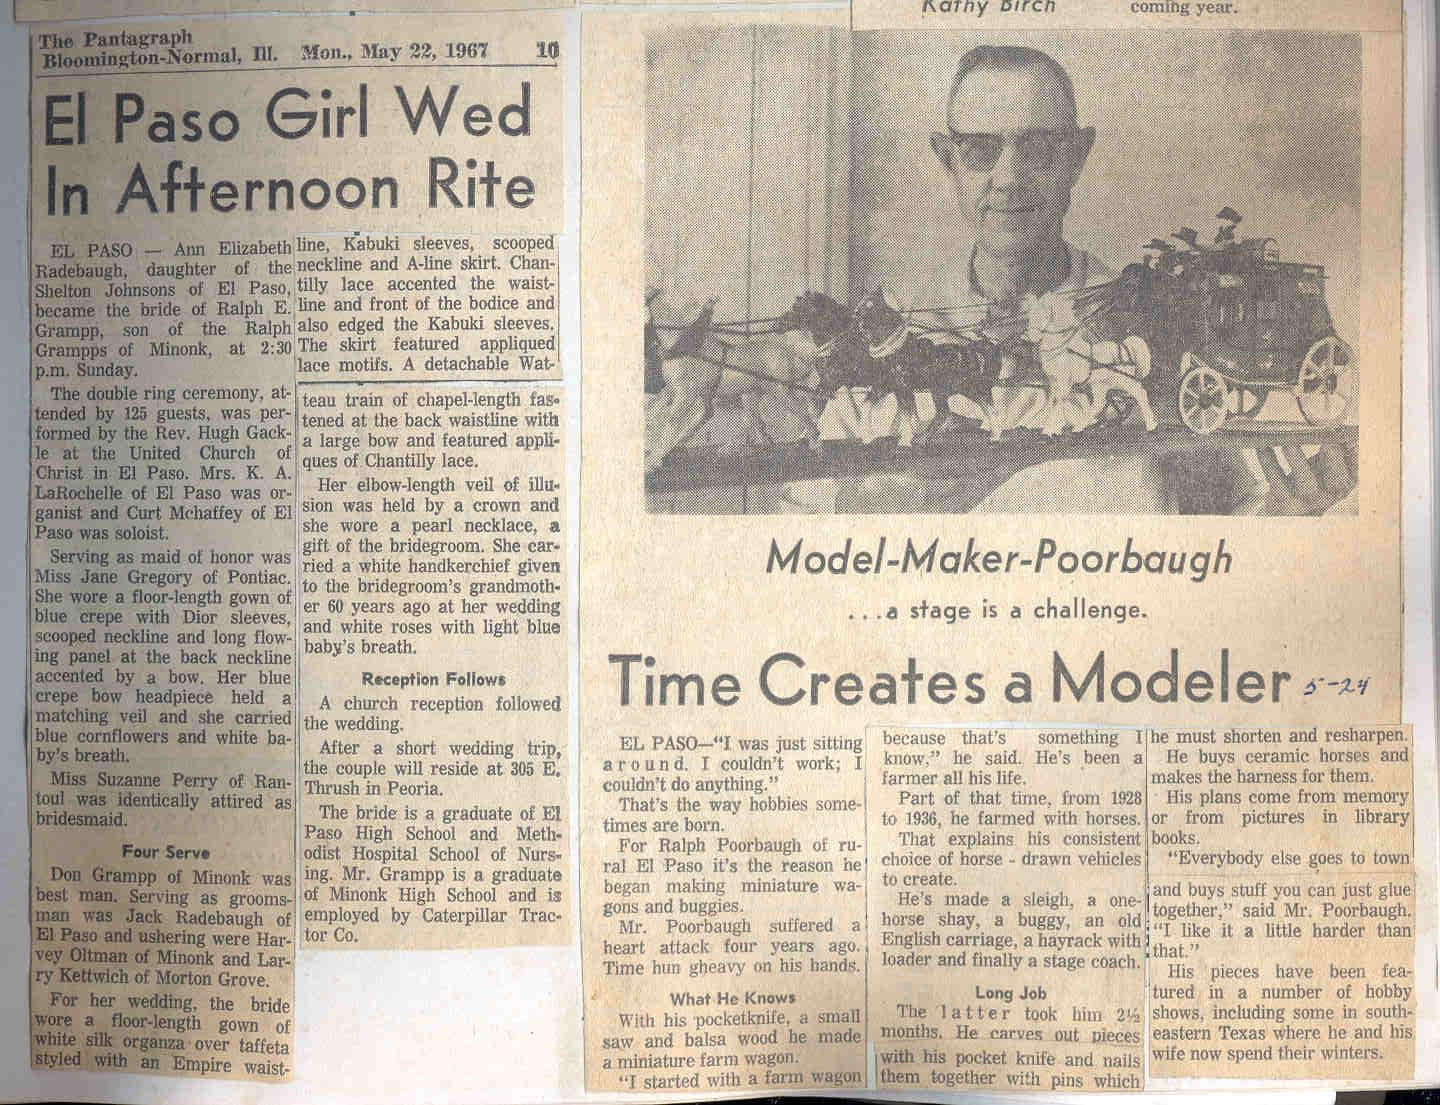 Kathy Birch
coming year.
The Pantagraph
Bloomington-Normal, Ill. Mon., May 22, 1967 10
El Paso Girl Wed
In Afternoon Rite
EL PASO — Ann Elizabeth
Radebaugh, daughter of the
Shelton Johnsons of El Paso,
became the bride of Ralph E.
Grampp, son of the Ralph
Grampps of Minonk, at 2:30
p.m. Sunday.
The double ring ceremony, at-
tended by 125 guests, was per-
formed by the Rev. Hugh Gack-
le at the United Church of
Christ in El Paso. Mrs. K. A.
LaRochelle of El Paso was or-
ganist and Curt Mchaffey of El
Paso was soloist.
Serving as maid of honor was
Miss Jane Gregory of Pontiac.
She wore a floor-length gown of
blue crepe with Dior sleeves,
scooped neckline and long flow-
ing panel at the back neckline
accented by a bow. Her blue
crepe bow headpiece held a
matching veil and she carried
blue cornflowers and white ba-
by's breath.
Miss Suzanne Perry of Ran-
toul was identically attired as
bridesmaid.
Four Serve
Don Grampp of Minonk was
best man. Serving as grooms-
man was Jack Radebaugh of
El Paso and ushering were Har-
vey Oltman of Minonk and Lar-
ry Kettwich of Morton Grove.
For her wedding, the bride
wore a floor-length gown of
white silk organza over taffeta
styled with an Empire waist-
line, Kabuki sleeves, scooped
neckline and A-line skirt. Chan-
tilly lace accented the waist-
line and front of the bodice and
also edged the Kabuki sleeves.
The skirt featured appliqued
lace motifs. A detachable Wat-
teau train of chapel-length fas-
tened at the back waistline with
a large bow and featured appli-
ques of Chantilly lace.
Her elbow-length veil of illu-
sion was held by a crown and
she wore a pearl necklace, a
gift of the bridegroom. She car-
ried a white handkerchief given
to the bridegroom's grandmoth-
er 60 years ago at her wedding
and white roses with light blue
baby's breath.
Reception Follows
A church reception followed
the wedding.
After a short wedding trip,
the couple will reside at 305 E.
Thrush in Peoria.
The bride is a graduate of El
Paso High School and Meth-
odist Hospital School of Nurs-
ing. Mr. Grampp is a graduate
of Minonk High School and is
employed by Caterpillar Trac-
tor Co.
Model-Maker-Poorbaugh
...a stage is a challenge.
Time Creates a Modeler 5-24
EL PASO—"I was just sitting
around. I couldn't work; I
couldn't do anything."
That's the way hobbies some-
times are born.
For Ralph Poorbaugh of ru-
ral El Paso it's the reason he
began making miniature wa-
gons and buggies.
Mr. Poorbaugh suffered a
heart attack four years ago.
Time hun gheavy on his hands.
What He Knows
With his pocketknife, a small
saw and balsa wood he made
a miniature farm wagon.
"I started with a farm wagon
because that's something I
know," he said. He's been a
farmer all his life.
Part of that time, from 1928
to 1936, he farmed with horses.
That explains his consistent
choice of horse - drawn vehicles
to create.
He's made a sleigh, a one-
horse shay, a buggy, an old
English carriage, a hayrack with
loader and finally a stage coach.
Long Job
The latter took him 2½
months. He carves out pieces
with his pocket knife and nails
them together with pins which
he must shorten and resharpen.
He buys ceramic horses and
makes the harness for them.
His plans come from memory
or from pictures in library
books.
"Everybody else goes to town
and buys stuff you can just glue
together," said Mr. Poorbaugh.
"I like it a little harder than
that."
His pieces have been fea-
tured in a number of hobby
shows, including some in south-
eastern Texas where he and his
wife now spend their winters.